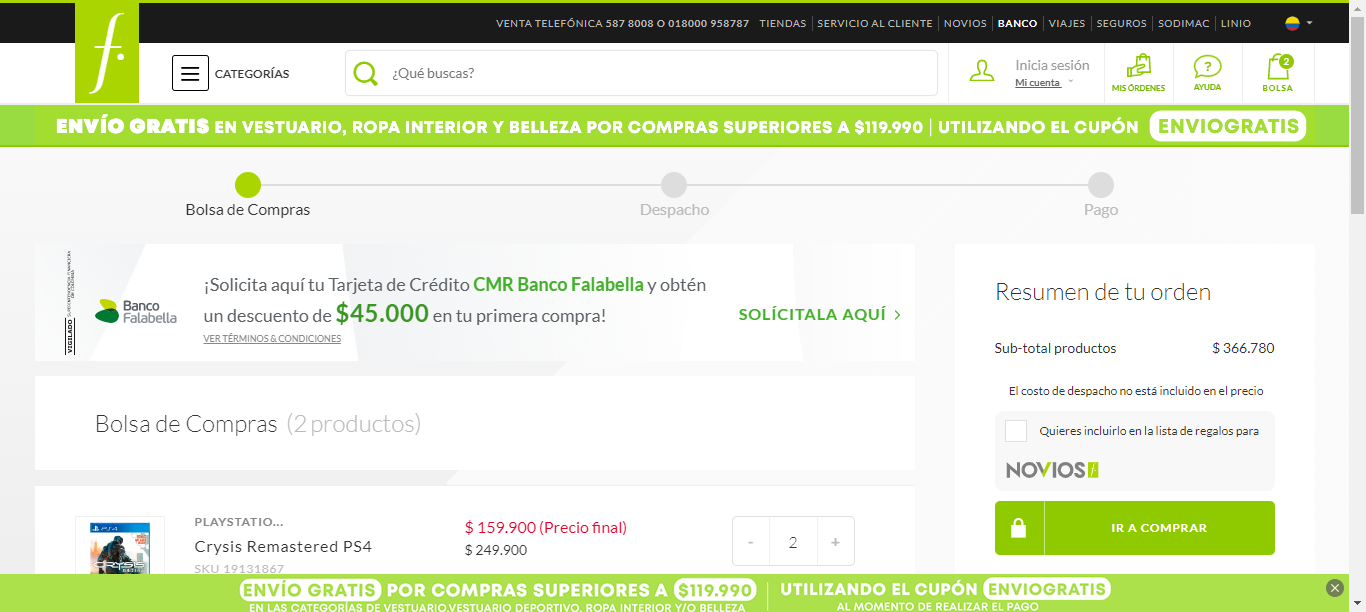 VENTA TELEFÓNICA 587 8008 O 018000 958787 TIENDAS SERVICIO AL CLIENTE NOVIOS BANCO VIAJES SEGUROS SODIMAC LINIO
f.
CATEGORÍAS
¿Qué buscas?
Inicia sesión
Mi cuenta
MIS ÓRDENES
?
AYUDA
2
BOLSA
ENVÍO GRATIS EN VESTUARIO, ROPA INTERIOR Y BELLEZA POR COMPRAS SUPERIORES A $119.990 | UTILIZANDO EL CUPÓN ENVIOGRATIS
Bolsa de Compras
Despacho
Pago
VIGILADO
Banco
Falabella
¡Solicita aquí tu Tarjeta de Crédito CMR Banco Falabella y obtén
un descuento de $45.000 en tu primera compra!
VER TÉRMINOS & CONDICIONES
SOLÍCITALA AQUÍ >
Resumen de tu orden
Sub-total productos $ 366.780
El costo de despacho no está incluido en el precio
Quieres incluirlo en la lista de regalos para
NOVIOS f
IR A COMPRAR
Bolsa de Compras (2 productos)
PS4
CRYSIS
PLAYSTATIO...
Crysis Remastered PS4
SKU 19131867
$ 159.900 (Precio final)
$ 249.900
- 2 +
ENVÍO GRATIS POR COMPRAS SUPERIORES A $119.990
EN LAS CATEGORÍAS DE VESTUARIO,VESTUARIO DEPORTIVO, ROPA INTERIOR Y/O BELLEZA
UTILIZANDO EL CUPÓN ENVIOGRATIS
AL MOMENTO DE REALIZAR EL PAGO